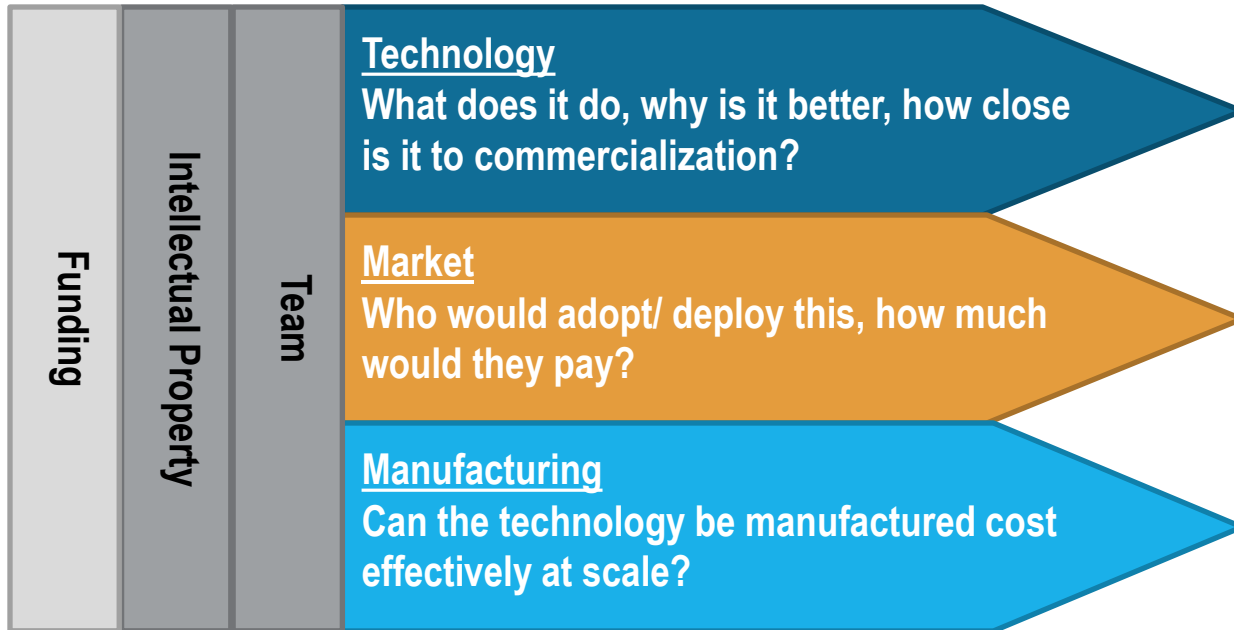 Funding
Intellectual Property
Team
Technology
What does it do, why is it better, how close
is it to commercialization?
Market
Who would adopt/ deploy this, how much
would they pay?
Manufacturing
Can the technology be manufactured cost
effectively at scale?